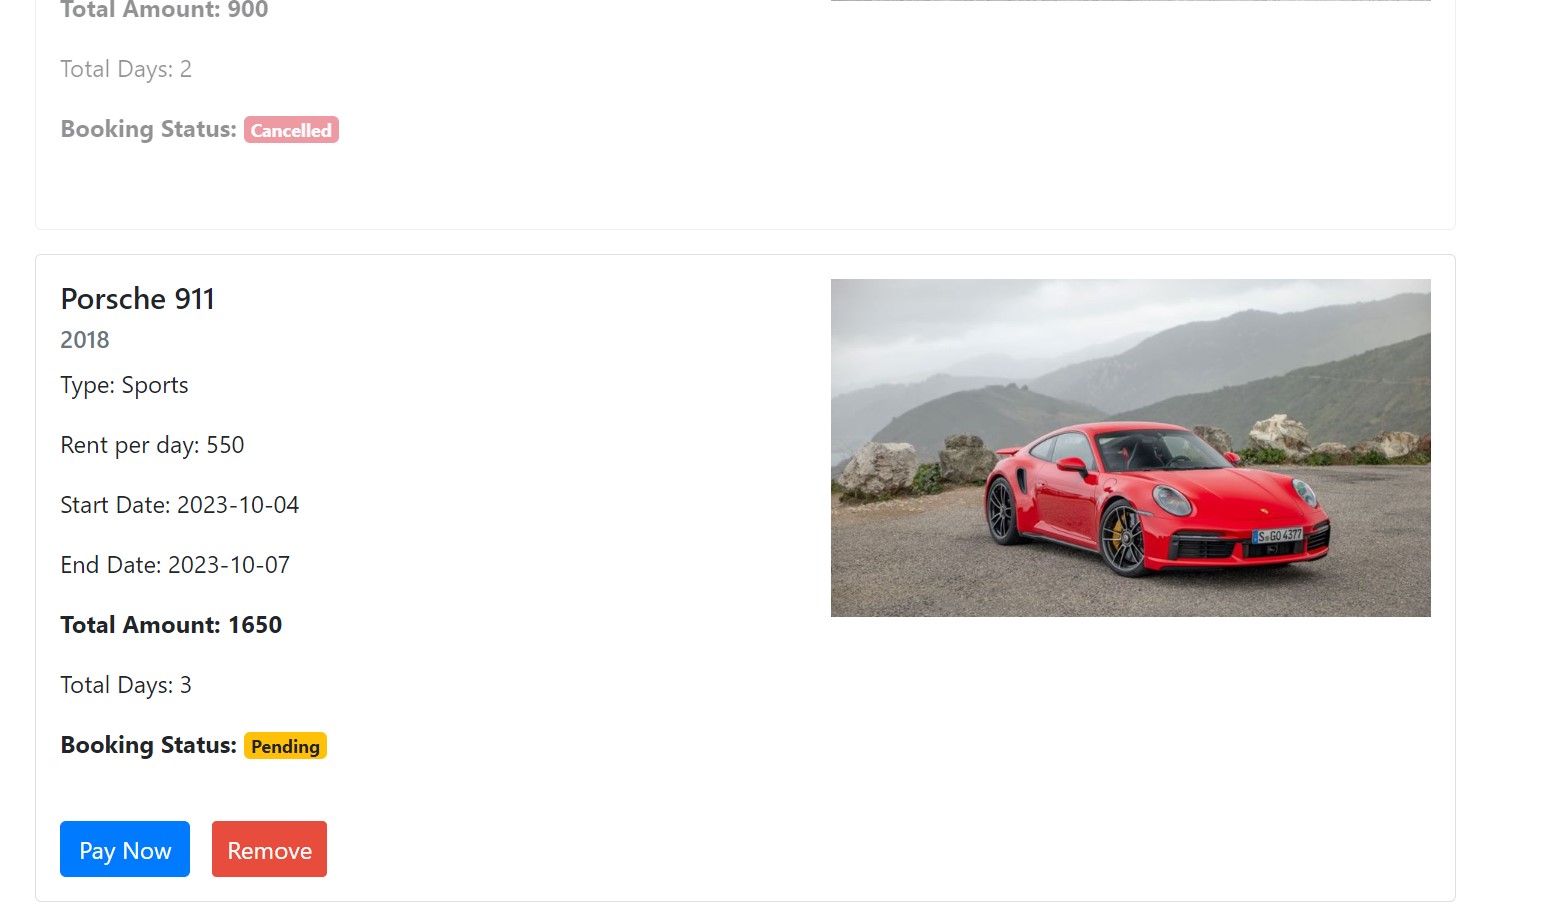 Total Amount: 900
Total Days: 2
Booking Status: Cancelled
Porsche 911
2018
Type: Sports
Rent per day: 550
Start Date: 2023-10-04
End Date: 2023-10-07
Total Amount: 1650
Total Days: 3
Booking Status: Pending
Pay Now Remove
S GO 4377